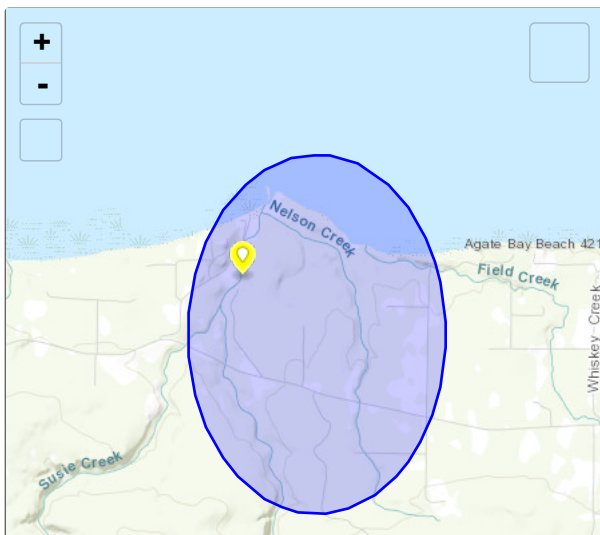 +
-
Nelson Creek
Agate Bay Beach 421
Field Creek
Whiskey Creek
Susie Creek